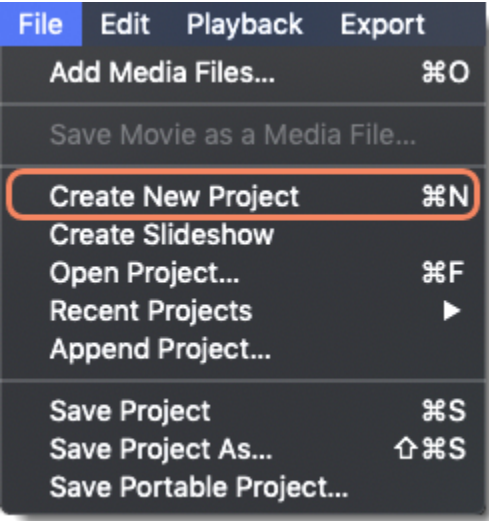 File Edit Playback Export
Add Media Files... ⌘O
Save Movie as a Media File...
Create New Project ⌘N
Create Slideshow
Open Project... ⌘F
Recent Projects ▶
Append Project...
Save Project ⌘S
Save Project As... ⇧⌘S
Save Portable Project...